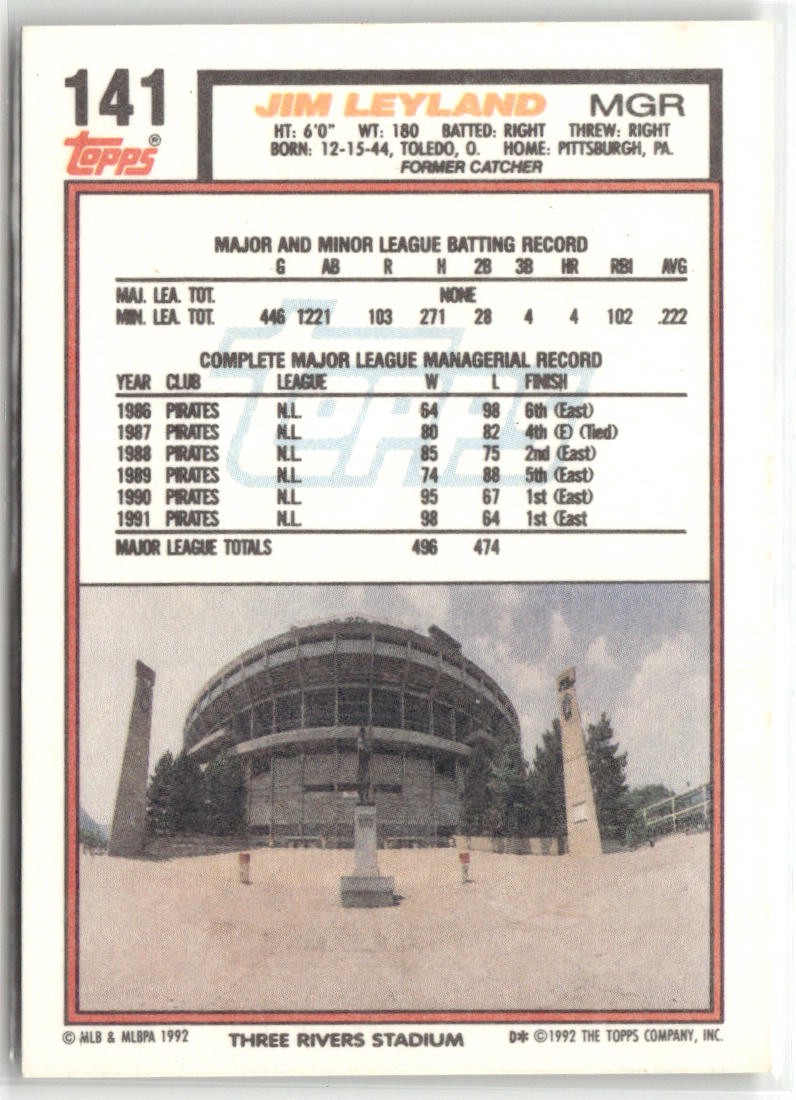 141
TOPPS®
JIM LEYLAND MGR
HT: 6'0" WT: 180 BATTED: RIGHT THREW: RIGHT
BORN: 12-15-44, TOLEDO, O. HOME: PITTSBURGH, PA.
FORMER CATCHER
MAJOR AND MINOR LEAGUE BATTING RECORD
G AB R H 2B 3B HR RBI AVG
MAJ. LEA. TOT. NONE
MIN. LEA. TOT. 446 1221 103 271 28 4 4 102 .222
TOPPS
COMPLETE MAJOR LEAGUE MANAGERIAL RECORD
YEAR CLUB LEAGUE W L FINISH
1986 PIRATES N.L. 64 98 6th (East)
1987 PIRATES N.L. 80 82 4th (E) (Tied)
1988 PIRATES N.L. 85 75 2nd (East)
1989 PIRATES N.L. 74 88 5th (East)
1990 PIRATES N.L. 95 67 1st (East)
1991 PIRATES N.L. 98 64 1st (East
MAJOR LEAGUE TOTALS 496 474
© MLB & MLBPA 1992 THREE RIVERS STADIUM D* ©1992 THE TOPPS COMPANY, INC.